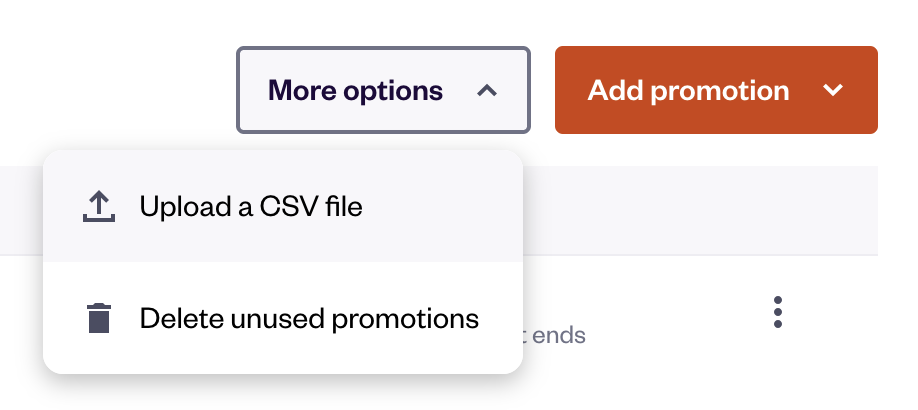 More options
Add promotion
Upload a CSV file
Delete unused promotions
ends